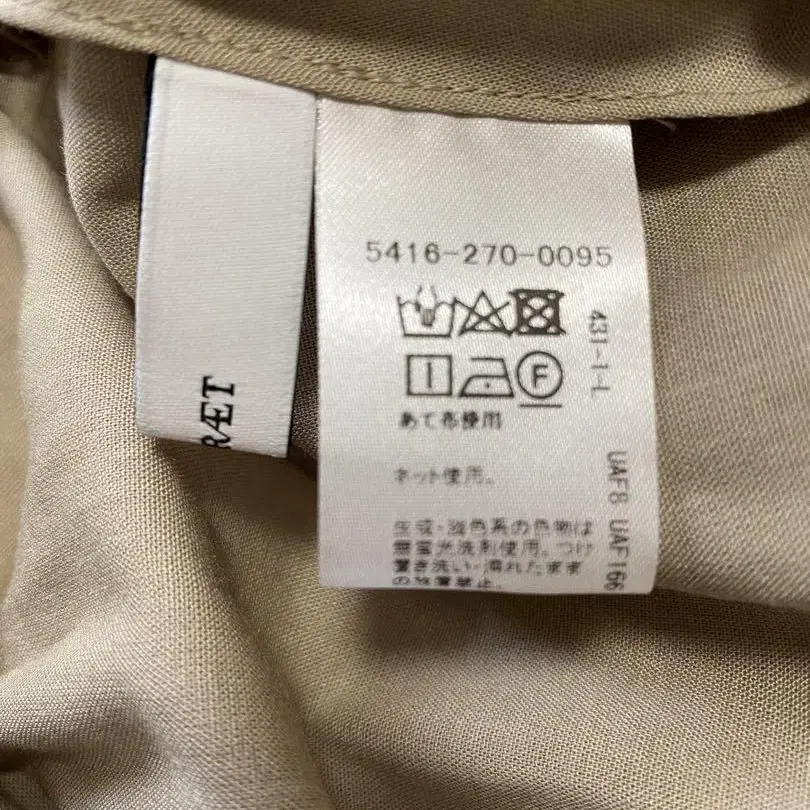 RÆT
5416-270-0095
F
あて布使用
ネット使用。
生成・淡色系の色物は
無蛍光洗剤使用。つけ
置き洗い・濡れたまま
の放置禁止。
431-1-L
UAF8 UAF166